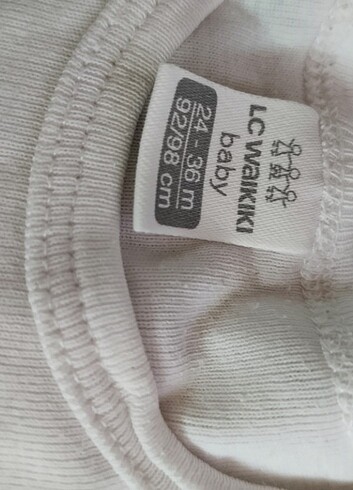 LC WAIKIKI
baby
24 - 36 m
92/98 cm